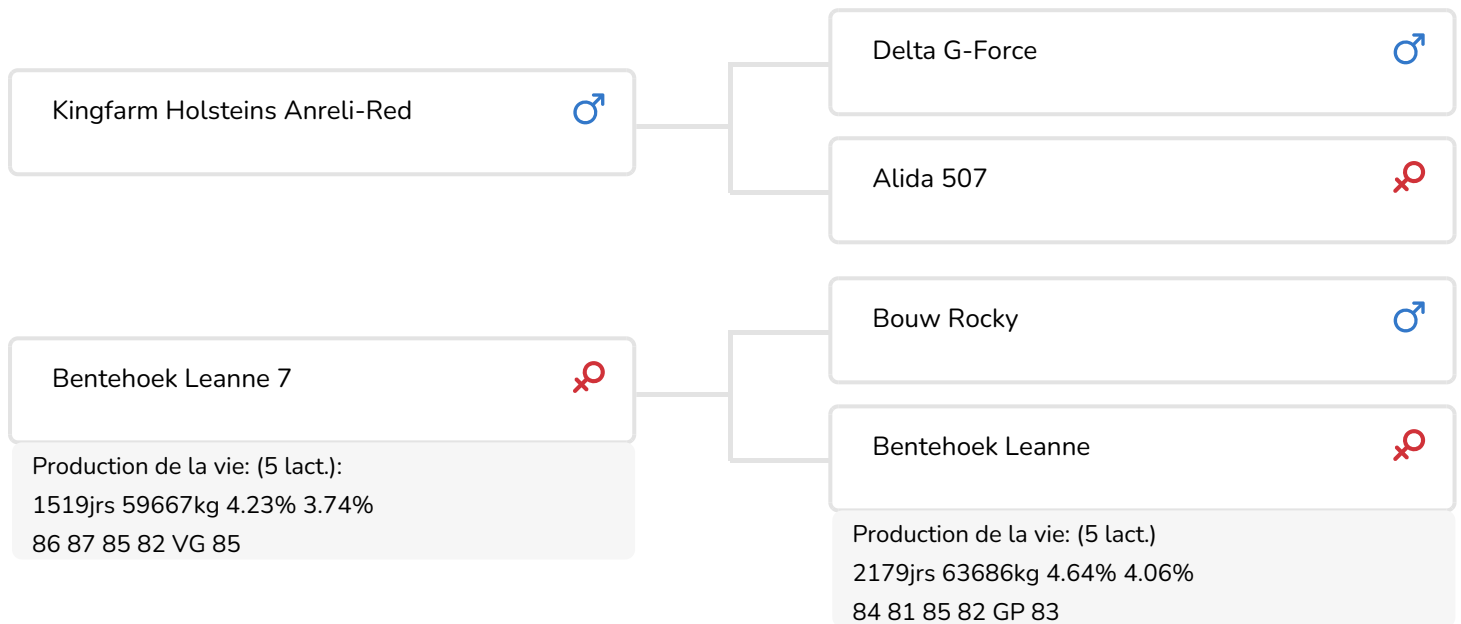 Kingfarm Holsteins Anreli-Red
Delta G-Force
Alida 507
Bentehoek Leanne 7
Production de la vie: (5 lact.):
1519jrs 59667kg 4.23% 3.74%
86 87 85 82 VG 85
Bouw Rocky
Bentehoek Leanne
Production de la vie: (5 lact.)
2179jrs 63686kg 4.64% 4.06%
84 81 85 82 GP 83